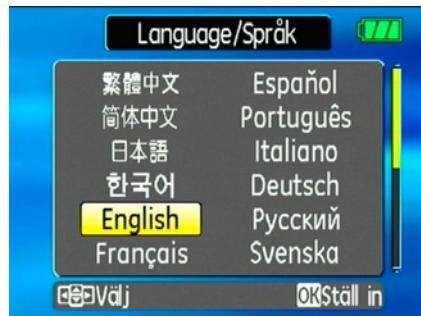 Language/Språk
繁體中文 Español
简体中文 Português
日本語 Italiano
한국어 Deutsch
English Русский
Français Svenska
Välj OK Ställ in